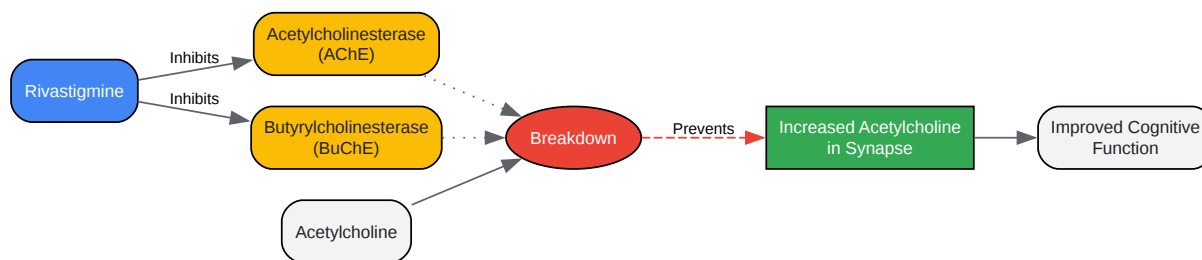 Rivastigmine
Inhibits
Inhibits
Acetylcholinesterase
(AChE)
Butyrylcholinesterase
(BuChE)
Acetylcholine
Breakdown
Prevents
Increased Acetylcholine
in Synapse
Improved Cognitive
Function